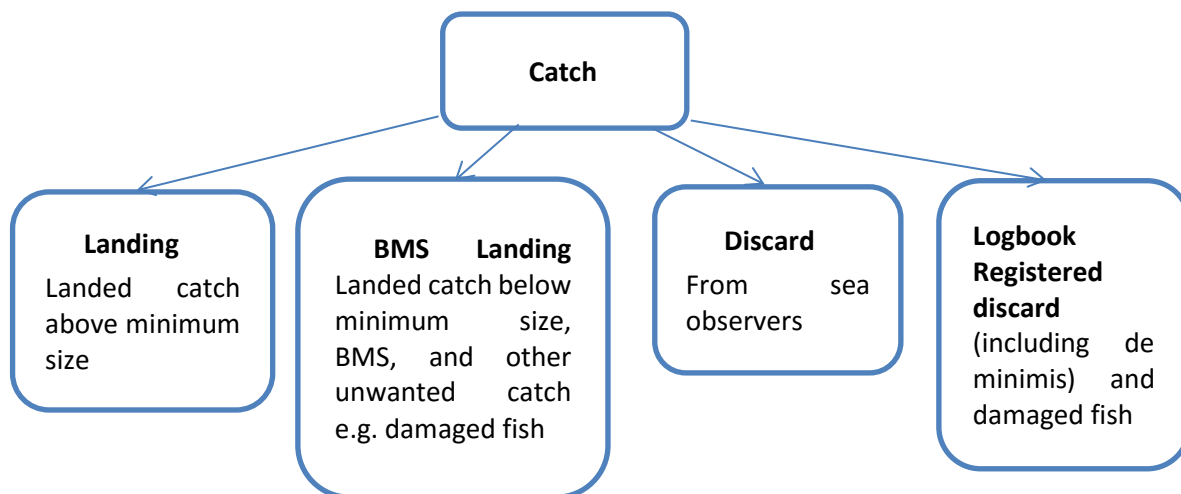 Catch
Landing
Landed catch
above minimum
size
BMS Landing
Landed catch below
minimum size,
BMS, and other
unwanted catch
e.g. damaged fish
Discard
From sea
observers
Logbook
Registered
discard
(including de
minimis) and
damaged fish